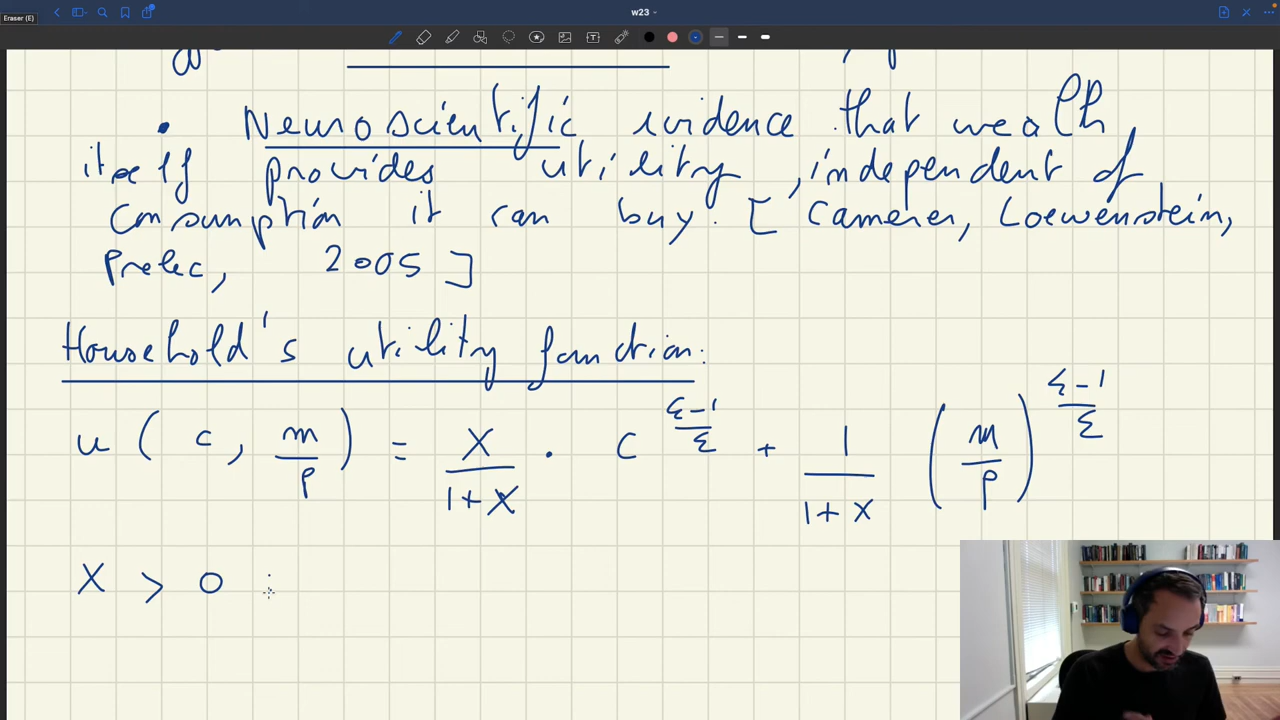 Eraser (E)
w23
• Neuroscientific evidence that wealth
itself provides utility, independent of
consumption it can buy. [Camerer, Loewenstein,
Prelec, 2005]
Household's utility function:
u(c, m/p) = χ/(1+χ) · c^((ε-1)/ε) + 1/(1+χ) (m/p)^((ε-1)/ε)
χ > 0 :